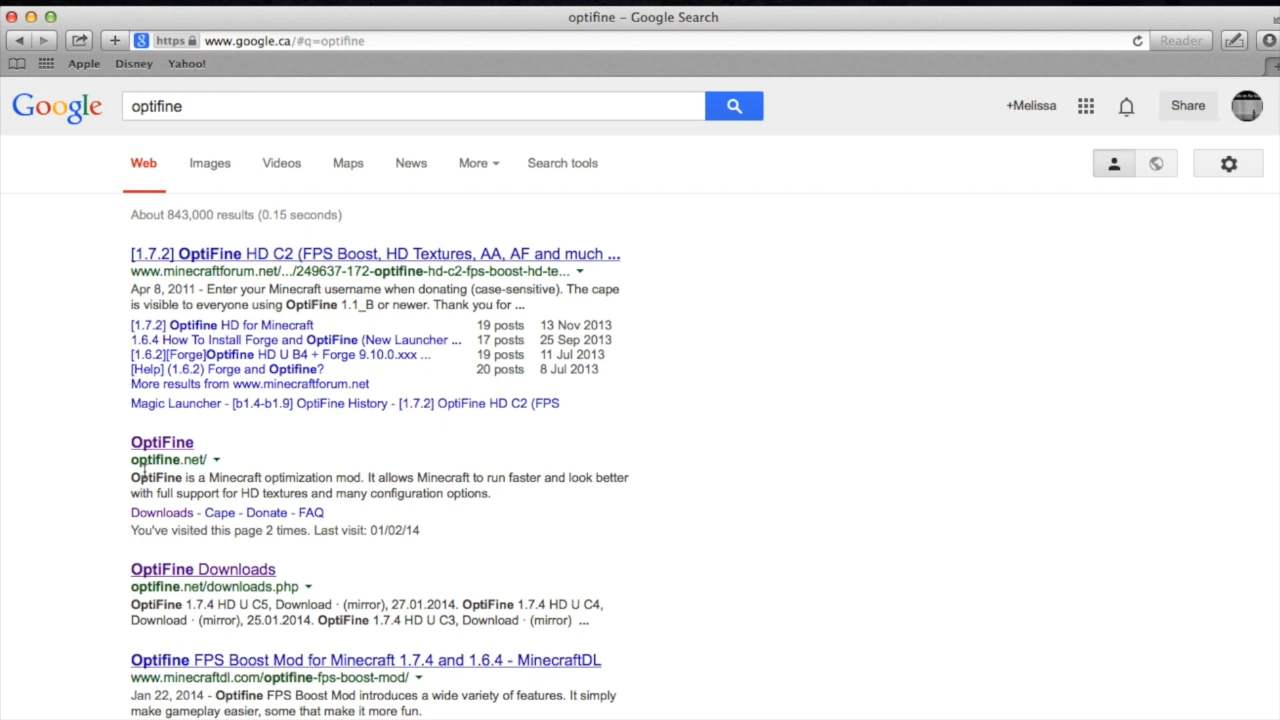 optifine – Google Search
https www.google.ca/#q=optifine
Reader
Apple Disney Yahoo!
Google optifine +Melissa Share
Web Images Videos Maps News More Search tools
About 843,000 results (0.15 seconds)
[1.7.2] OptiFine HD C2 (FPS Boost, HD Textures, AA, AF and much ...
www.minecraftforum.net/.../249637-172-optifine-hd-c2-fps-boost-hd-te...
Apr 8, 2011 - Enter your Minecraft username when donating (case-sensitive). The cape
is visible to everyone using OptiFine 1.1_B or newer. Thank you for ...
[1.7.2] Optifine HD for Minecraft 19 posts 13 Nov 2013
1.6.4 How To Install Forge and OptiFine (New Launcher ... 17 posts 25 Sep 2013
[1.6.2][Forge]Optifine HD U B4 + Forge 9.10.0.xxx ... 19 posts 11 Jul 2013
[Help] (1.6.2) Forge and Optifine? 20 posts 8 Jul 2013
More results from www.minecraftforum.net
Magic Launcher - [b1.4-b1.9] OptiFine History - [1.7.2] OptiFine HD C2 (FPS
OptiFine
optifine.net/
OptiFine is a Minecraft optimization mod. It allows Minecraft to run faster and look better
with full support for HD textures and many configuration options.
Downloads - Cape - Donate - FAQ
You've visited this page 2 times. Last visit: 01/02/14
OptiFine Downloads
optifine.net/downloads.php
OptiFine 1.7.4 HD U C5, Download · (mirror), 27.01.2014. OptiFine 1.7.4 HD U C4,
Download · (mirror), 25.01.2014. OptiFine 1.7.4 HD U C3, Download · (mirror) ...
Optifine FPS Boost Mod for Minecraft 1.7.4 and 1.6.4 - MinecraftDL
www.minecraftdl.com/optifine-fps-boost-mod/
Jan 22, 2014 - Optifine FPS Boost Mod introduces a wide variety of features. It simply
make gameplay easier, some that make it more fun.